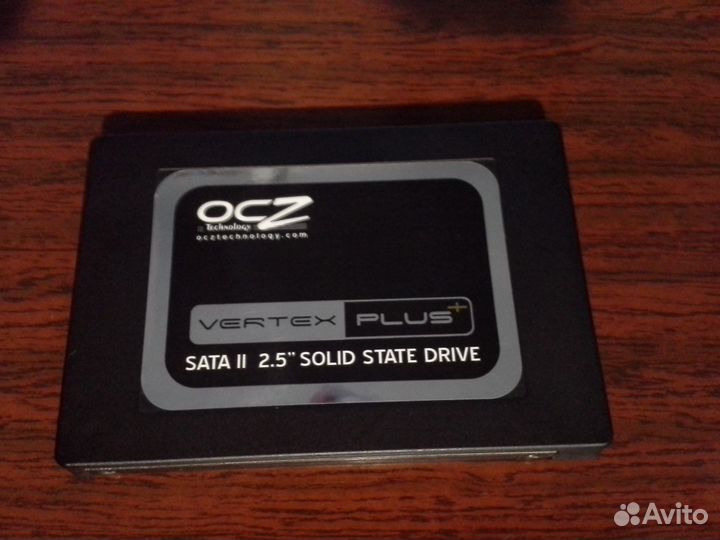 OCZ
Technology
ocztechnology.com
VERTEX PLUS+
SATA II 2.5" SOLID STATE DRIVE
Avito